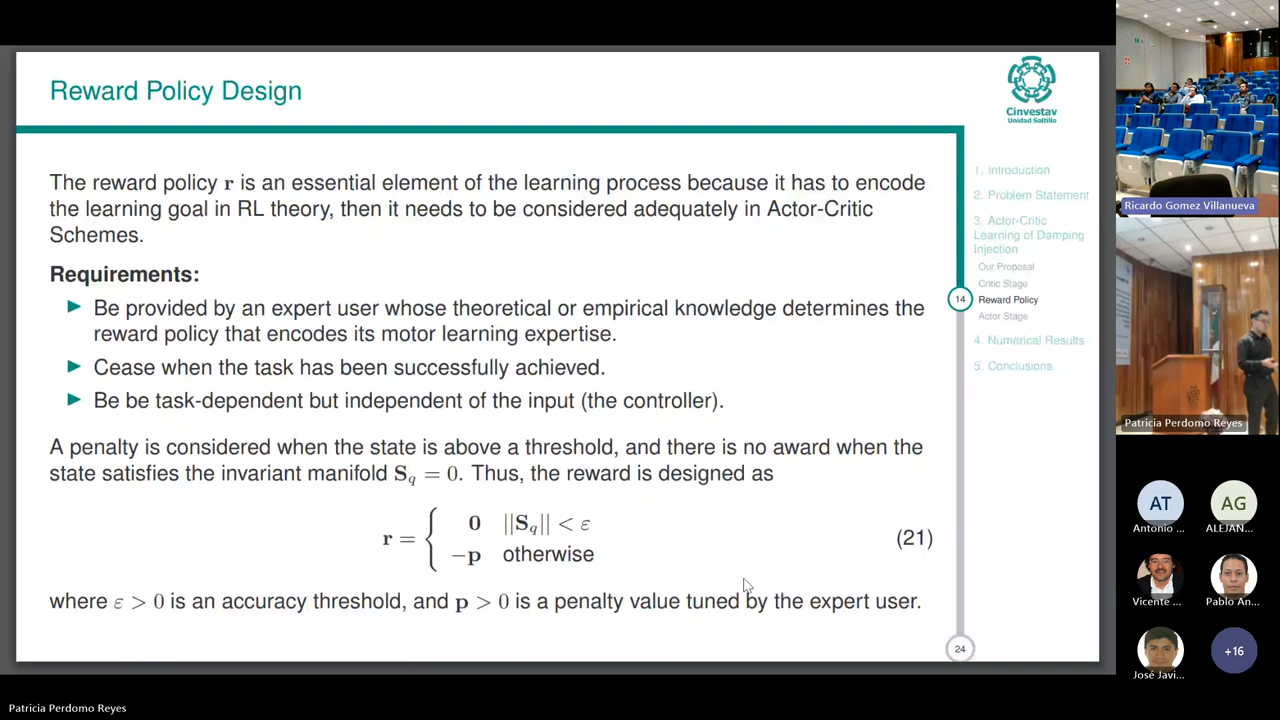 Reward Policy Design
Cinvestav
Unidad Saltillo
The reward policy r is an essential element of the learning process because it has to encode
the learning goal in RL theory, then it needs to be considered adequately in Actor-Critic
Schemes.
Requirements:
Be provided by an expert user whose theoretical or empirical knowledge determines the
reward policy that encodes its motor learning expertise.
Cease when the task has been successfully achieved.
Be be task-dependent but independent of the input (the controller).
A penalty is considered when the state is above a threshold, and there is no award when the
state satisfies the invariant manifold S_q = 0. Thus, the reward is designed as
r = { 0 ||S_q|| < ε
−p otherwise
(21)
where ε > 0 is an accuracy threshold, and p > 0 is a penalty value tuned by the expert user.
1. Introduction
2. Problem Statement
3. Actor-Critic
Learning of Damping
Injection
Our Proposal
Critic Stage
14
Reward Policy
Actor Stage
4. Numerical Results
5. Conclusions
24
Ricardo Gomez Villanueva
Patricia Perdomo Reyes
AT
AG
Antonio ...
ALEJAN...
Vicente ...
Pablo An...
José Javi...
+16
Patricia Perdomo Reyes